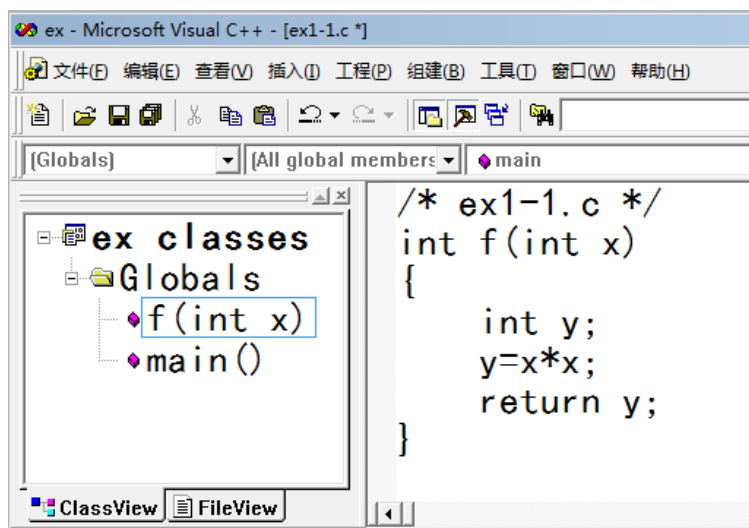 ex - Microsoft Visual C++ - [ex1-1.c *]
文件(F) 编辑(E) 查看(V) 插入(I) 工程(P) 组建(B) 工具(T) 窗口(W) 帮助(H)
(Globals) (All global members main
ex classes
Globals
f(int x)
main()
ClassView FileView
/* ex1-1.c */
int f(int x)
{
int y;
y=x*x;
return y;
}